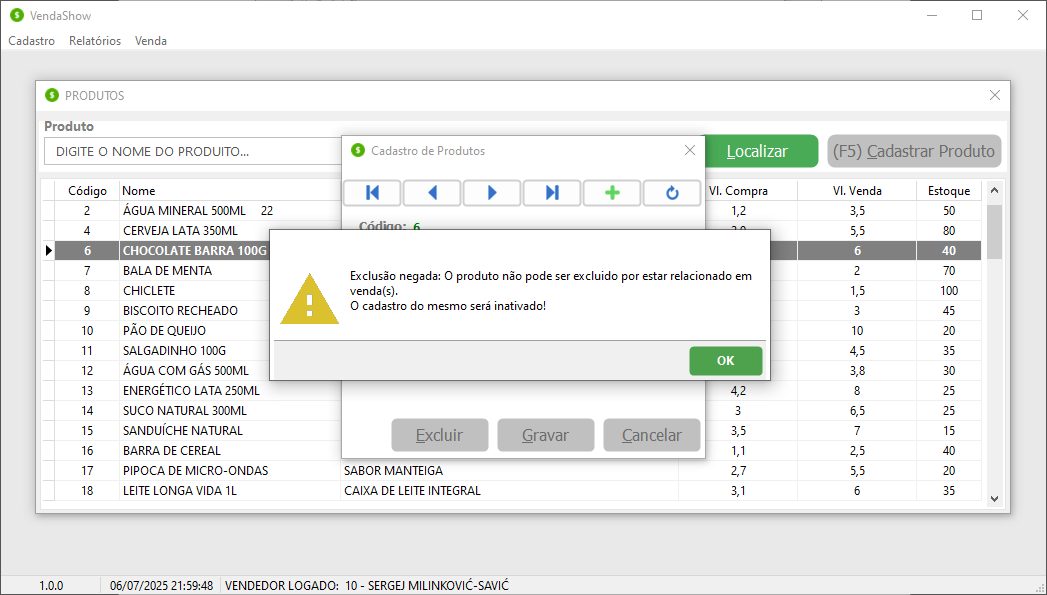 VendaShow
Cadastro Relatórios Venda
PRODUTOS
Produto
DIGITE O NOME DO PRODUITO...
Localizar
(F5) Cadastrar Produto
Cadastro de Produtos
Código: 6
Código Nome Vl. Compra Vl. Venda Estoque
2 ÁGUA MINERAL 500ML 22 1,2 3,5 50
4 CERVEJA LATA 350ML 5,5 80
6 CHOCOLATE BARRA 100G 6 40
7 BALA DE MENTA 2 70
8 CHICLETE 1,5 100
9 BISCOITO RECHEADO 3 45
10 PÃO DE QUEIJO 10 20
11 SALGADINHO 100G 4,5 35
12 ÁGUA COM GÁS 500ML 3,8 30
13 ENERGÉTICO LATA 250ML 4,2 8 25
14 SUCO NATURAL 300ML 3 6,5 25
15 SANDUÍCHE NATURAL 3,5 7 15
16 BARRA DE CEREAL 1,1 2,5 40
17 PIPOCA DE MICRO-ONDAS SABOR MANTEIGA 2,7 5,5 20
18 LEITE LONGA VIDA 1L CAIXA DE LEITE INTEGRAL 3,1 6 35
Exclusão negada: O produto não pode ser excluido por estar relacionado em
venda(s).
O cadastro do mesmo será inativado!
OK
Excluir Gravar Cancelar
1.0.0 06/07/2025 21:59:48 VENDEDOR LOGADO: 10 - SERGEJ MILINKOVIĆ-SAVIĆ